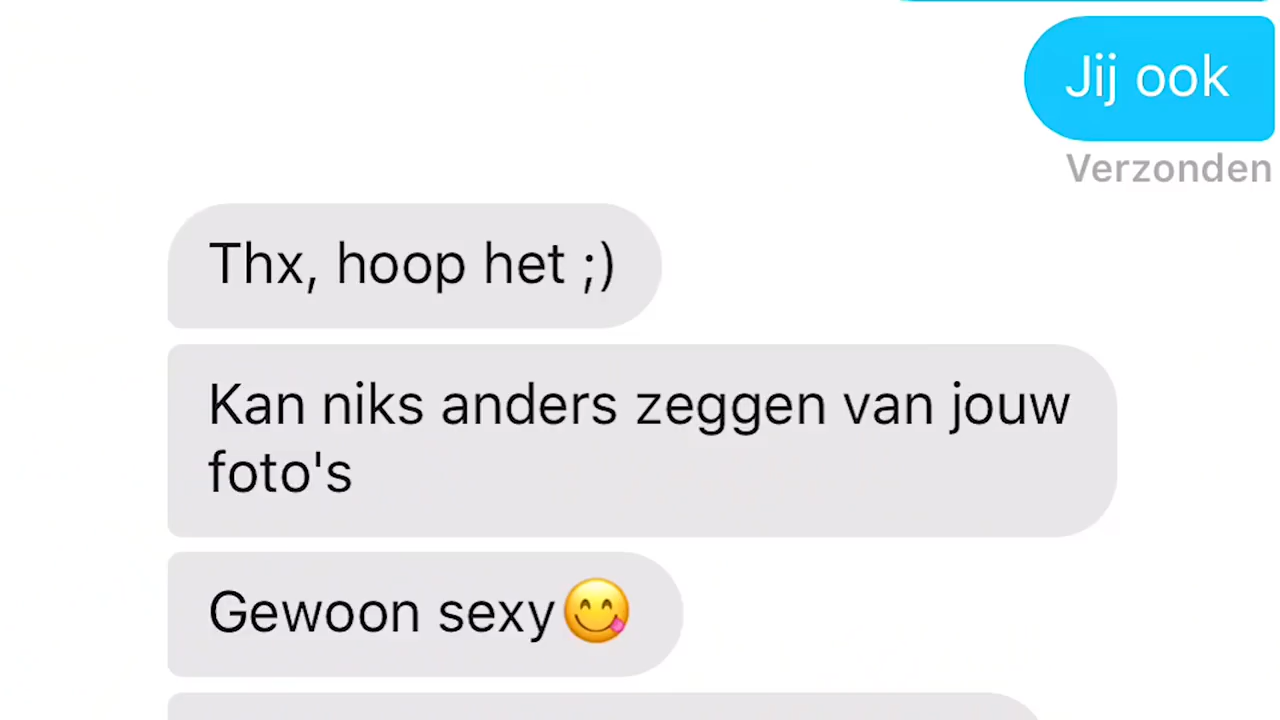 Jij ook
Verzonden
Thx, hoop het ;)
Kan niks anders zeggen van jouw
foto's
Gewoon sexy😋